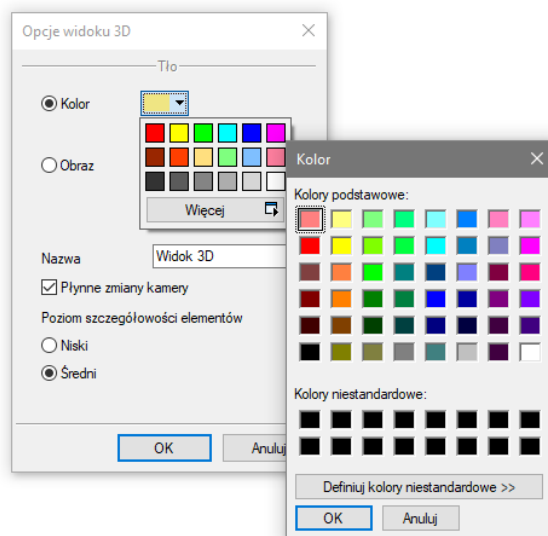 Opcje widoku 3D
Tło
Kolor
Obraz
Więcej
Nazwa
Widok 3D
Płynne zmiany kamery
Poziom szczegółowości elementów
Niski
Średni
OK
Anuluj
Kolor
Kolory podstawowe:
Kolory niestandardowe:
Definiuj kolory niestandardowe >>
OK
Anuluj